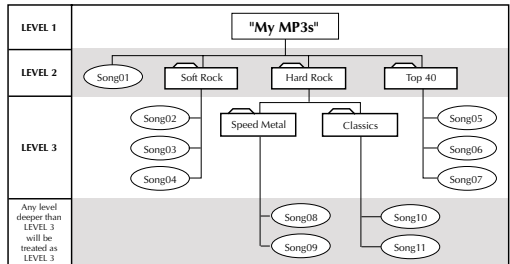 LEVEL 1
"My MP3s"
LEVEL 2
Song01
Soft Rock
Hard Rock
Top 40
LEVEL 3
Song02
Song03
Song04
Speed Metal
Classics
Song05
Song06
Song07
Any level
deeper than
LEVEL 3
will be
treated as
LEVEL 3
Song08
Song09
Song10
Song11